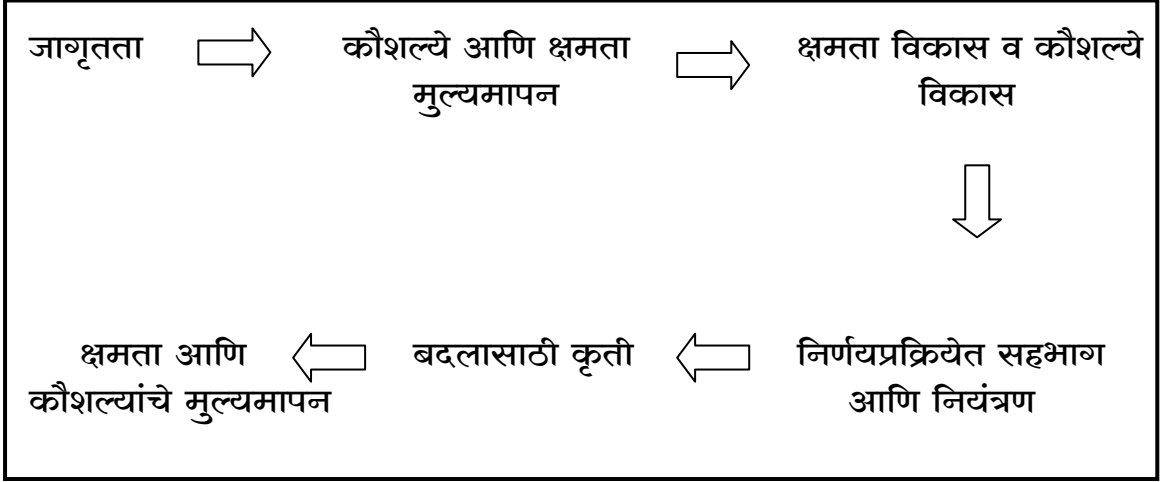 जागृतता
कौशल्ये आणि क्षमता
मुल्यमापन
क्षमता विकास व कौशल्ये
विकास
निर्णयप्रक्रियेत सहभाग
आणि नियंत्रण
बदलासाठी कृती
क्षमता आणि
कौशल्यांचे मुल्यमापन